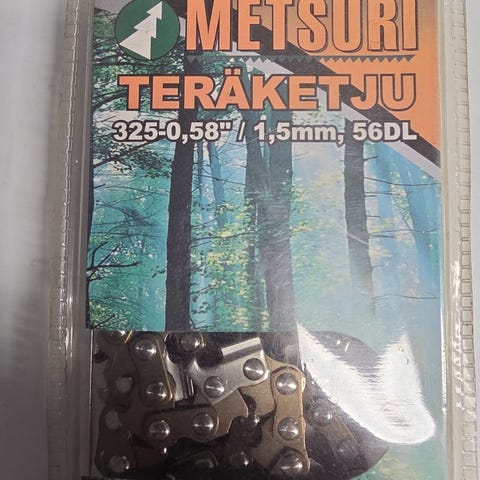 METSURI
TERÄKETJU
325-0,58" / 1,5mm, 56DL